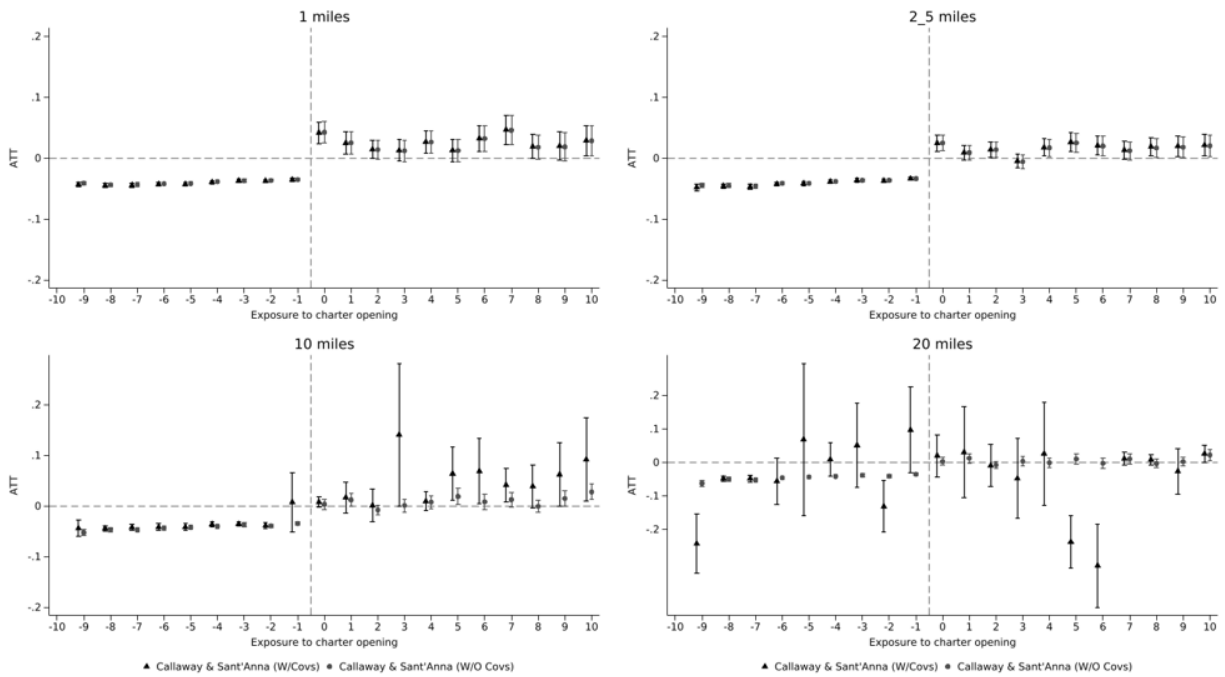 1 miles
.2
.1
0
-.1
-.2
ATT
-10 -9 -8 -7 -6 -5 -4 -3 -2 -1 0 1 2 3 4 5 6 7 8 9 10
Exposure to charter opening
2_5 miles
.2
.1
0
-.1
-.2
ATT
-10 -9 -8 -7 -6 -5 -4 -3 -2 -1 0 1 2 3 4 5 6 7 8 9 10
Exposure to charter opening
10 miles
.2
.1
0
-.1
-.2
ATT
-10 -9 -8 -7 -6 -5 -4 -3 -2 -1 0 1 2 3 4 5 6 7 8 9 10
Exposure to charter opening
Callaway & Sant'Anna (W/Covs) Callaway & Sant'Anna (W/O Covs)
20 miles
.2
.1
0
-.1
-.2
ATT
-10 -9 -8 -7 -6 -5 -4 -3 -2 -1 0 1 2 3 4 5 6 7 8 9 10
Exposure to charter opening
Callaway & Sant'Anna (W/Covs) Callaway & Sant'Anna (W/O Covs)